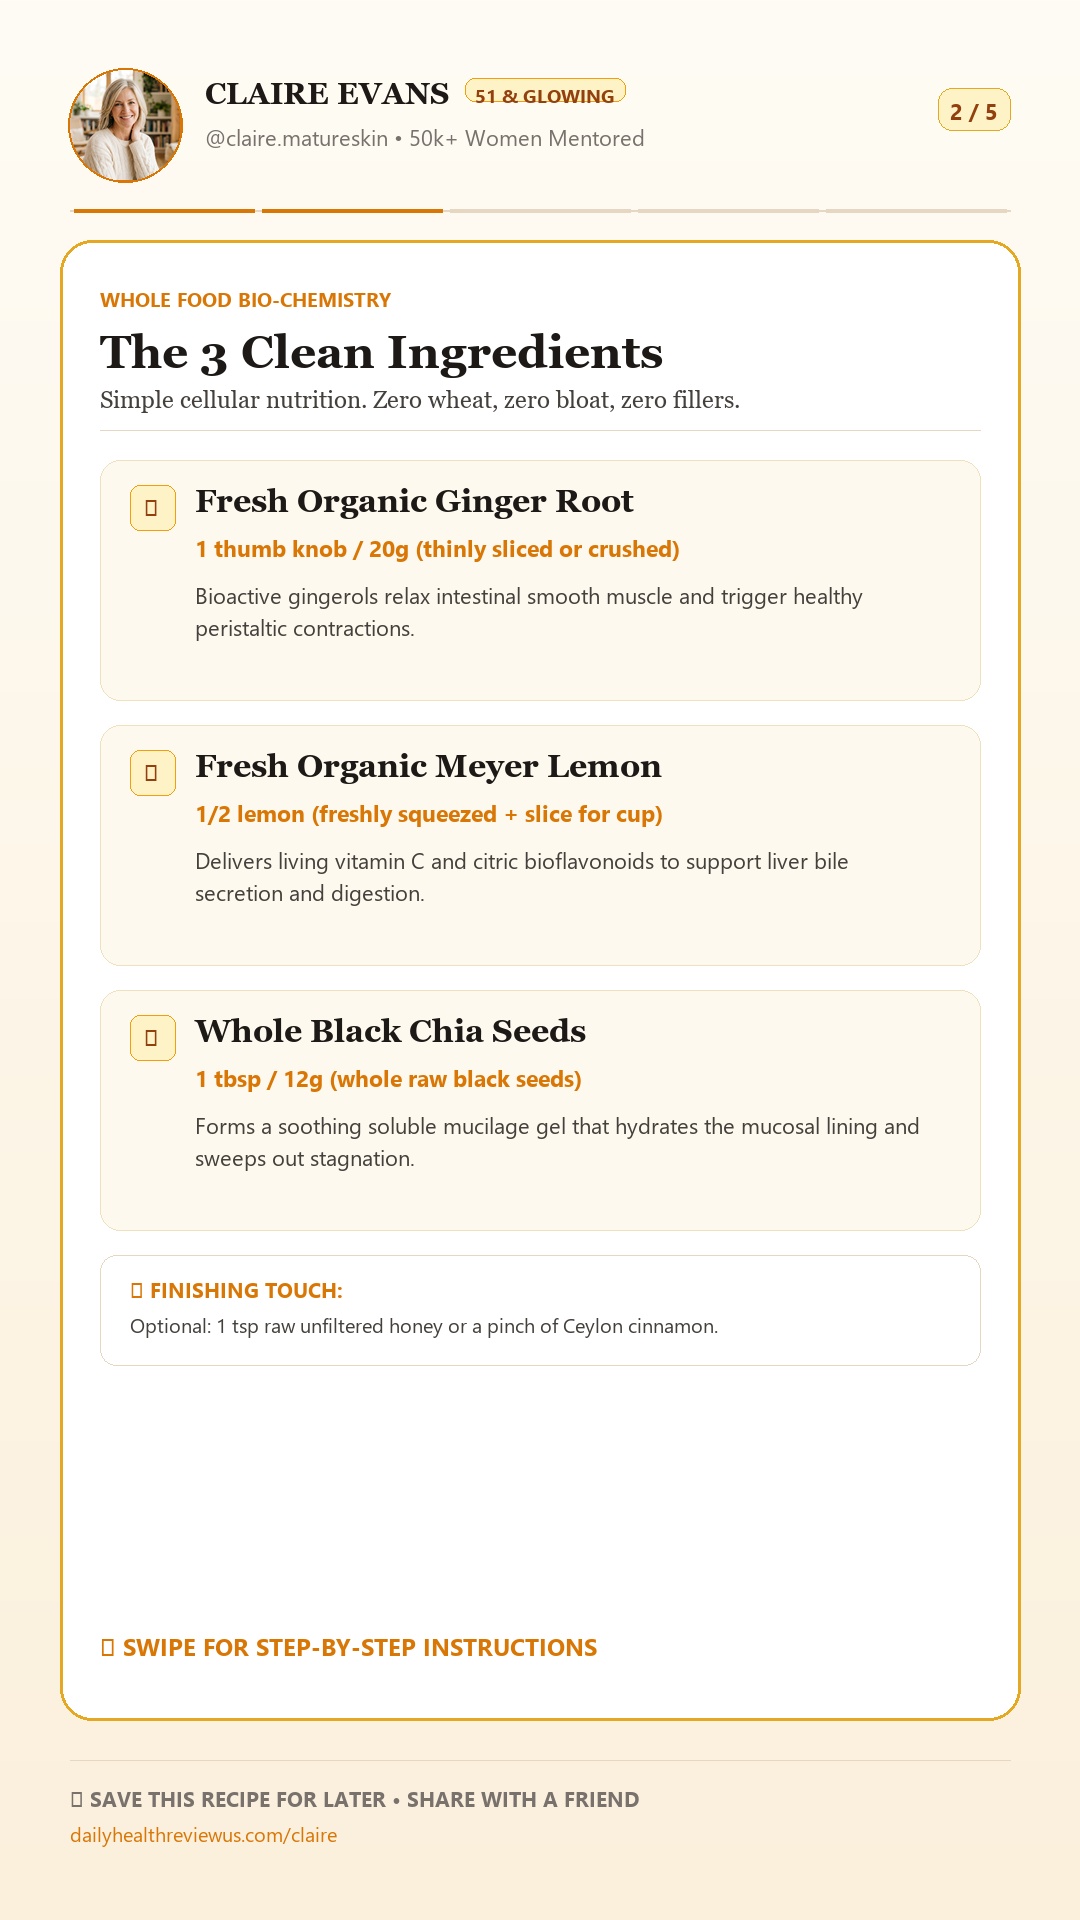 CLAIRE EVANS 51 & GLOWING
@claire.matureskin • 50k+ Women Mentored
2 / 5
WHOLE FOOD BIO-CHEMISTRY
The 3 Clean Ingredients
Simple cellular nutrition. Zero wheat, zero bloat, zero fillers.
Fresh Organic Ginger Root
1 thumb knob / 20g (thinly sliced or crushed)
Bioactive gingerols relax intestinal smooth muscle and trigger healthy
peristaltic contractions.
Fresh Organic Meyer Lemon
1/2 lemon (freshly squeezed + slice for cup)
Delivers living vitamin C and citric bioflavonoids to support liver bile
secretion and digestion.
Whole Black Chia Seeds
1 tbsp / 12g (whole raw black seeds)
Forms a soothing soluble mucilage gel that hydrates the mucosal lining and
sweeps out stagnation.
FINISHING TOUCH:
Optional: 1 tsp raw unfiltered honey or a pinch of Ceylon cinnamon.
SWIPE FOR STEP-BY-STEP INSTRUCTIONS
SAVE THIS RECIPE FOR LATER • SHARE WITH A FRIEND
dailyhealthreviewus.com/claire